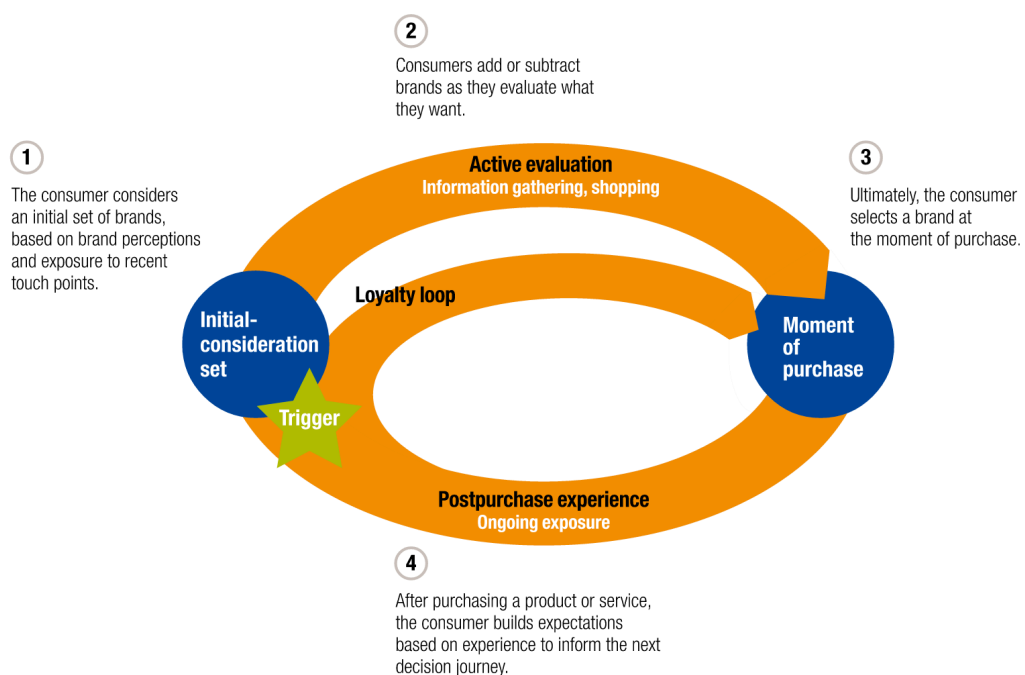 2
Consumers add or subtract
brands as they evaluate what
they want.
1
The consumer considers
an initial set of brands,
based on brand perceptions
and exposure to recent
touch points.
3
Ultimately, the consumer
selects a brand at
the moment of purchase.
Active evaluation
Information gathering, shopping
Loyalty loop
Initial-
consideration
set
Trigger
Moment
of
purchase
Postpurchase experience
Ongoing exposure
4
After purchasing a product or service,
the consumer builds expectations
based on experience to inform the next
decision journey.